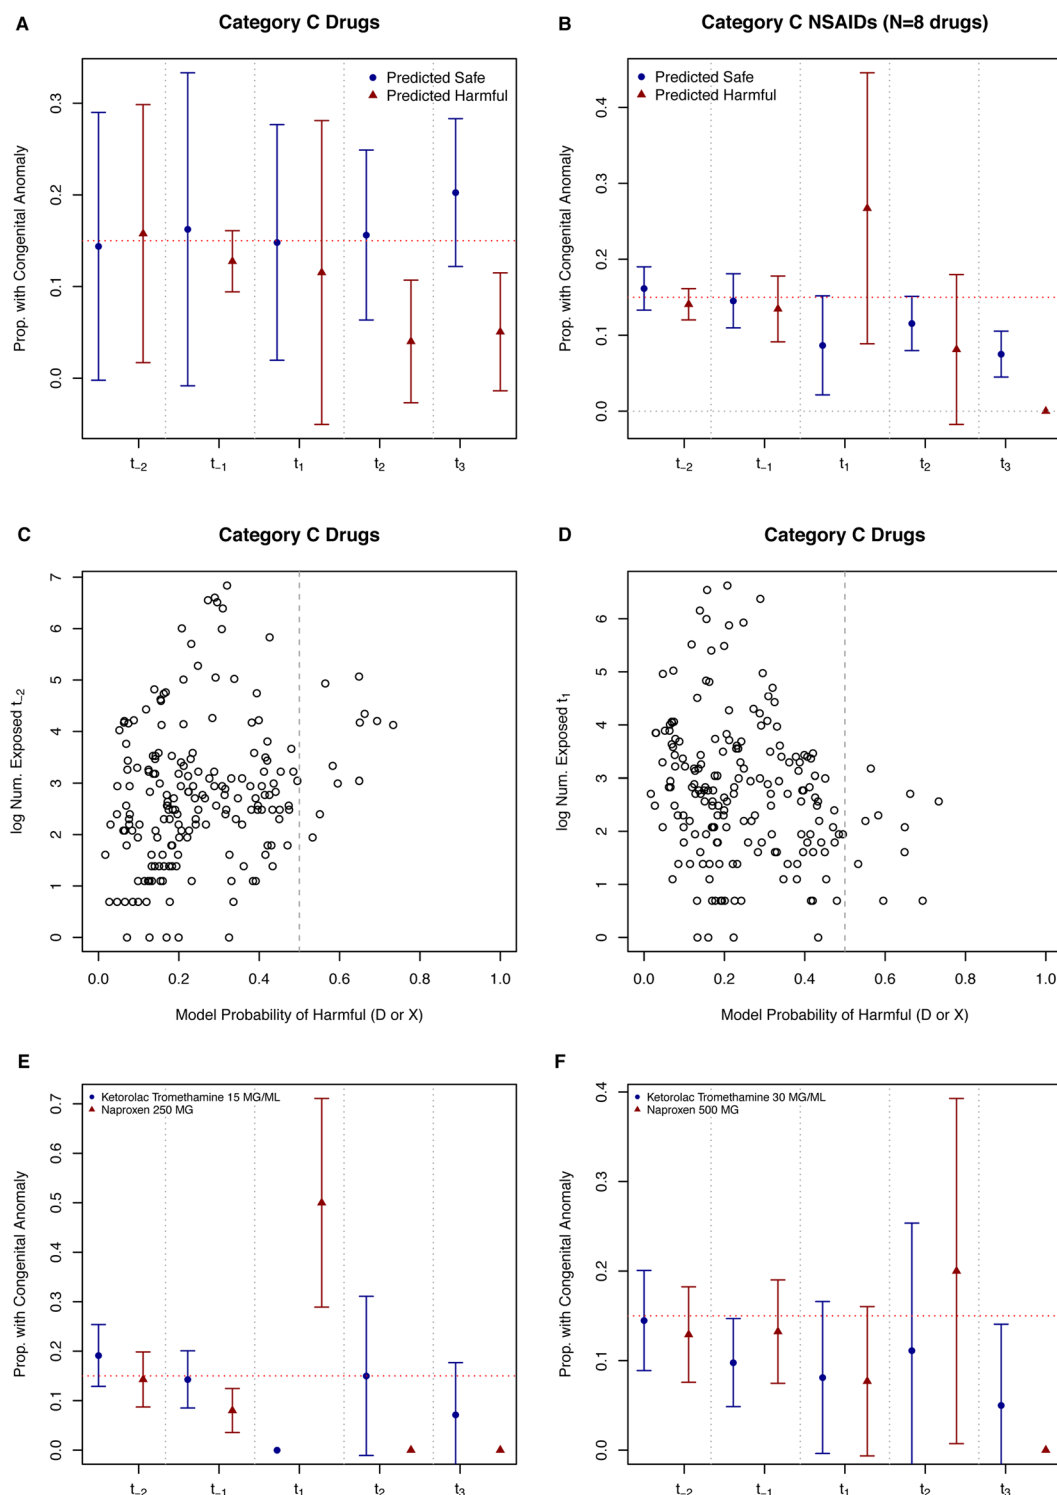 A
Category C Drugs
Prop. with Congenital Anomaly
0.3
0.2
0.1
0.0
Predicted Safe
Predicted Harmful
t−2
t−1
t1
t2
t3
B
Category C NSAIDs (N=8 drugs)
Prop. with Congenital Anomaly
0.4
0.3
0.2
0.1
0.0
Predicted Safe
Predicted Harmful
t−2
t−1
t1
t2
t3
C
Category C Drugs
log Num. Exposed t−2
7
6
5
4
3
2
1
0
0.0 0.2 0.4 0.6 0.8 1.0
Model Probability of Harmful (D or X)
D
Category C Drugs
log Num. Exposed t1
6
5
4
3
2
1
0
0.0 0.2 0.4 0.6 0.8 1.0
Model Probability of Harmful (D or X)
E
Prop. with Congenital Anomaly
0.7
0.6
0.5
0.4
0.3
0.2
0.1
0.0
Ketorolac Tromethamine 15 MG/ML
Naproxen 250 MG
t−2
t−1
t1
t2
t3
F
Prop. with Congenital Anomaly
0.4
0.3
0.2
0.1
0.0
Ketorolac Tromethamine 30 MG/ML
Naproxen 500 MG
t−2
t−1
t1
t2
t3